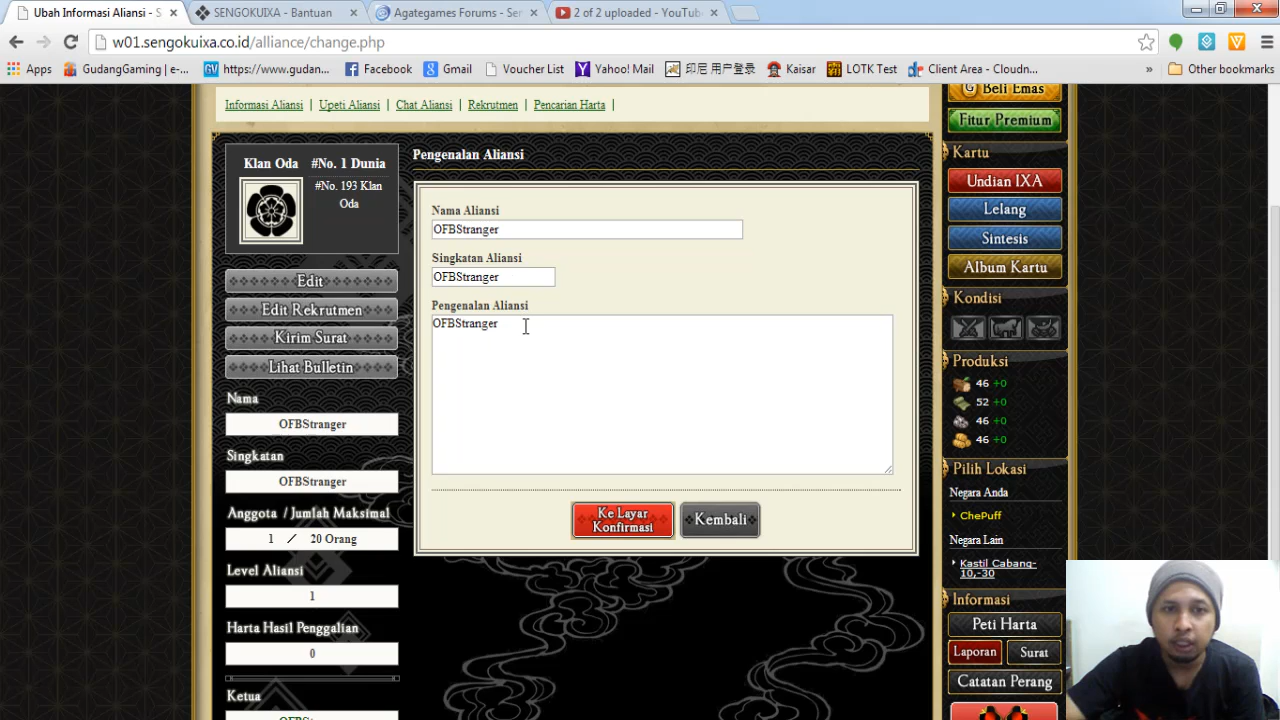 Ubah Informasi Aliansi - S
SENGOKUIXA - Bantuan
Agategames Forums - Ser
2 of 2 uploaded - YouTub
w01.sengokuixa.co.id/alliance/change.php
Apps
GudangGaming | e-...
https://www.gudan...
Facebook
Gmail
Voucher List
Yahoo! Mail
印尼 用户登录
Kaisar
LOTK Test
Client Area - Cloudn...
»
Other bookmarks
Informasi Aliansi | Upeti Aliansi | Chat Aliansi | Rekrutmen | Pencarian Harta |
Klan Oda
#No. 1 Dunia
#No. 193 Klan
Oda
Edit
Edit Rekrutmen
Kirim Surat
Lihat Bulletin
Nama
OFBStranger
Singkatan
OFBStranger
Anggota / Jumlah Maksimal
1 / 20 Orang
Level Aliansi
1
Harta Hasil Penggalian
0
Ketua
Pengenalan Aliansi
Nama Aliansi
OFBStranger
Singkatan Aliansi
OFBStranger
Pengenalan Aliansi
OFBStranger
Ke Layar
Konfirmasi
Kembali
Beli Emas
Fitur Premium
Kartu
Undian IXA
Lelang
Sintesis
Album Kartu
Kondisi
Produksi
46 +0
52 +0
46 +0
46 +0
Pilih Lokasi
Negara Anda
ChePuff
Negara Lain
Kastil Cabang-
10,-30
Informasi
Peti Harta
Laporan
Surat
Catatan Perang